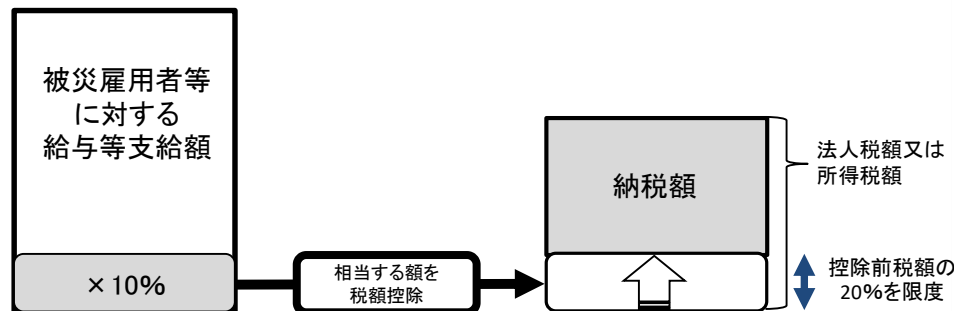 被災雇用者等
に対する
給与等支給額
×10%
相当する額を
税額控除
納税額
法人税額又は
所得税額
控除前税額の
20%を限度